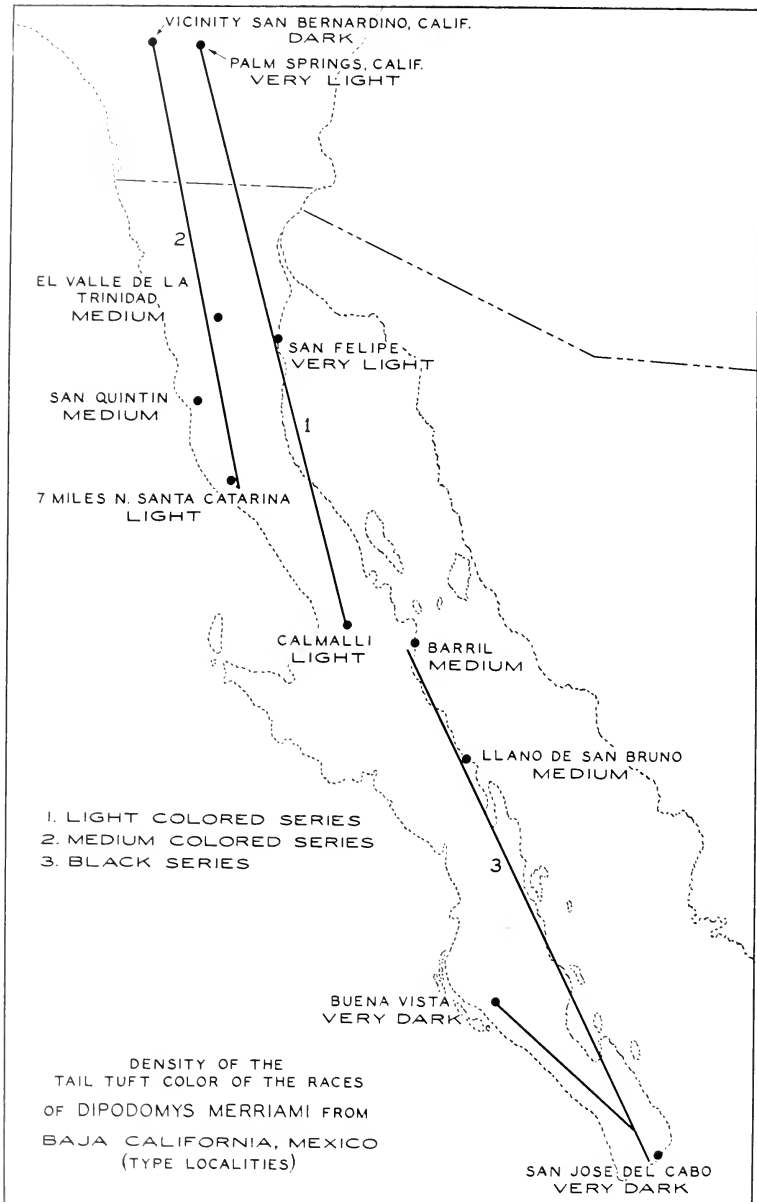 VICINITY SAN BERNARDINO, CALIF.
DARK
PALM SPRINGS, CALIF.
VERY LIGHT
2
EL VALLE DE LA
TRINIDAD
MEDIUM
SAN FELIPE
VERY LIGHT
SAN QUINTIN
MEDIUM
1
7 MILES N. SANTA CATARINA
LIGHT
CALMALLI
LIGHT
BARRIL
MEDIUM
LLANO DE SAN BRUNO
MEDIUM
1. LIGHT COLORED SERIES
2. MEDIUM COLORED SERIES
3. BLACK SERIES
3
BUENA VISTA
VERY DARK
DENSITY OF THE
TAIL TUFT COLOR OF THE RACES
OF DIPODOMYS MERRIAMI FROM
BAJA CALIFORNIA, MEXICO
(TYPE LOCALITIES)
SAN JOSE DEL CABO
VERY DARK